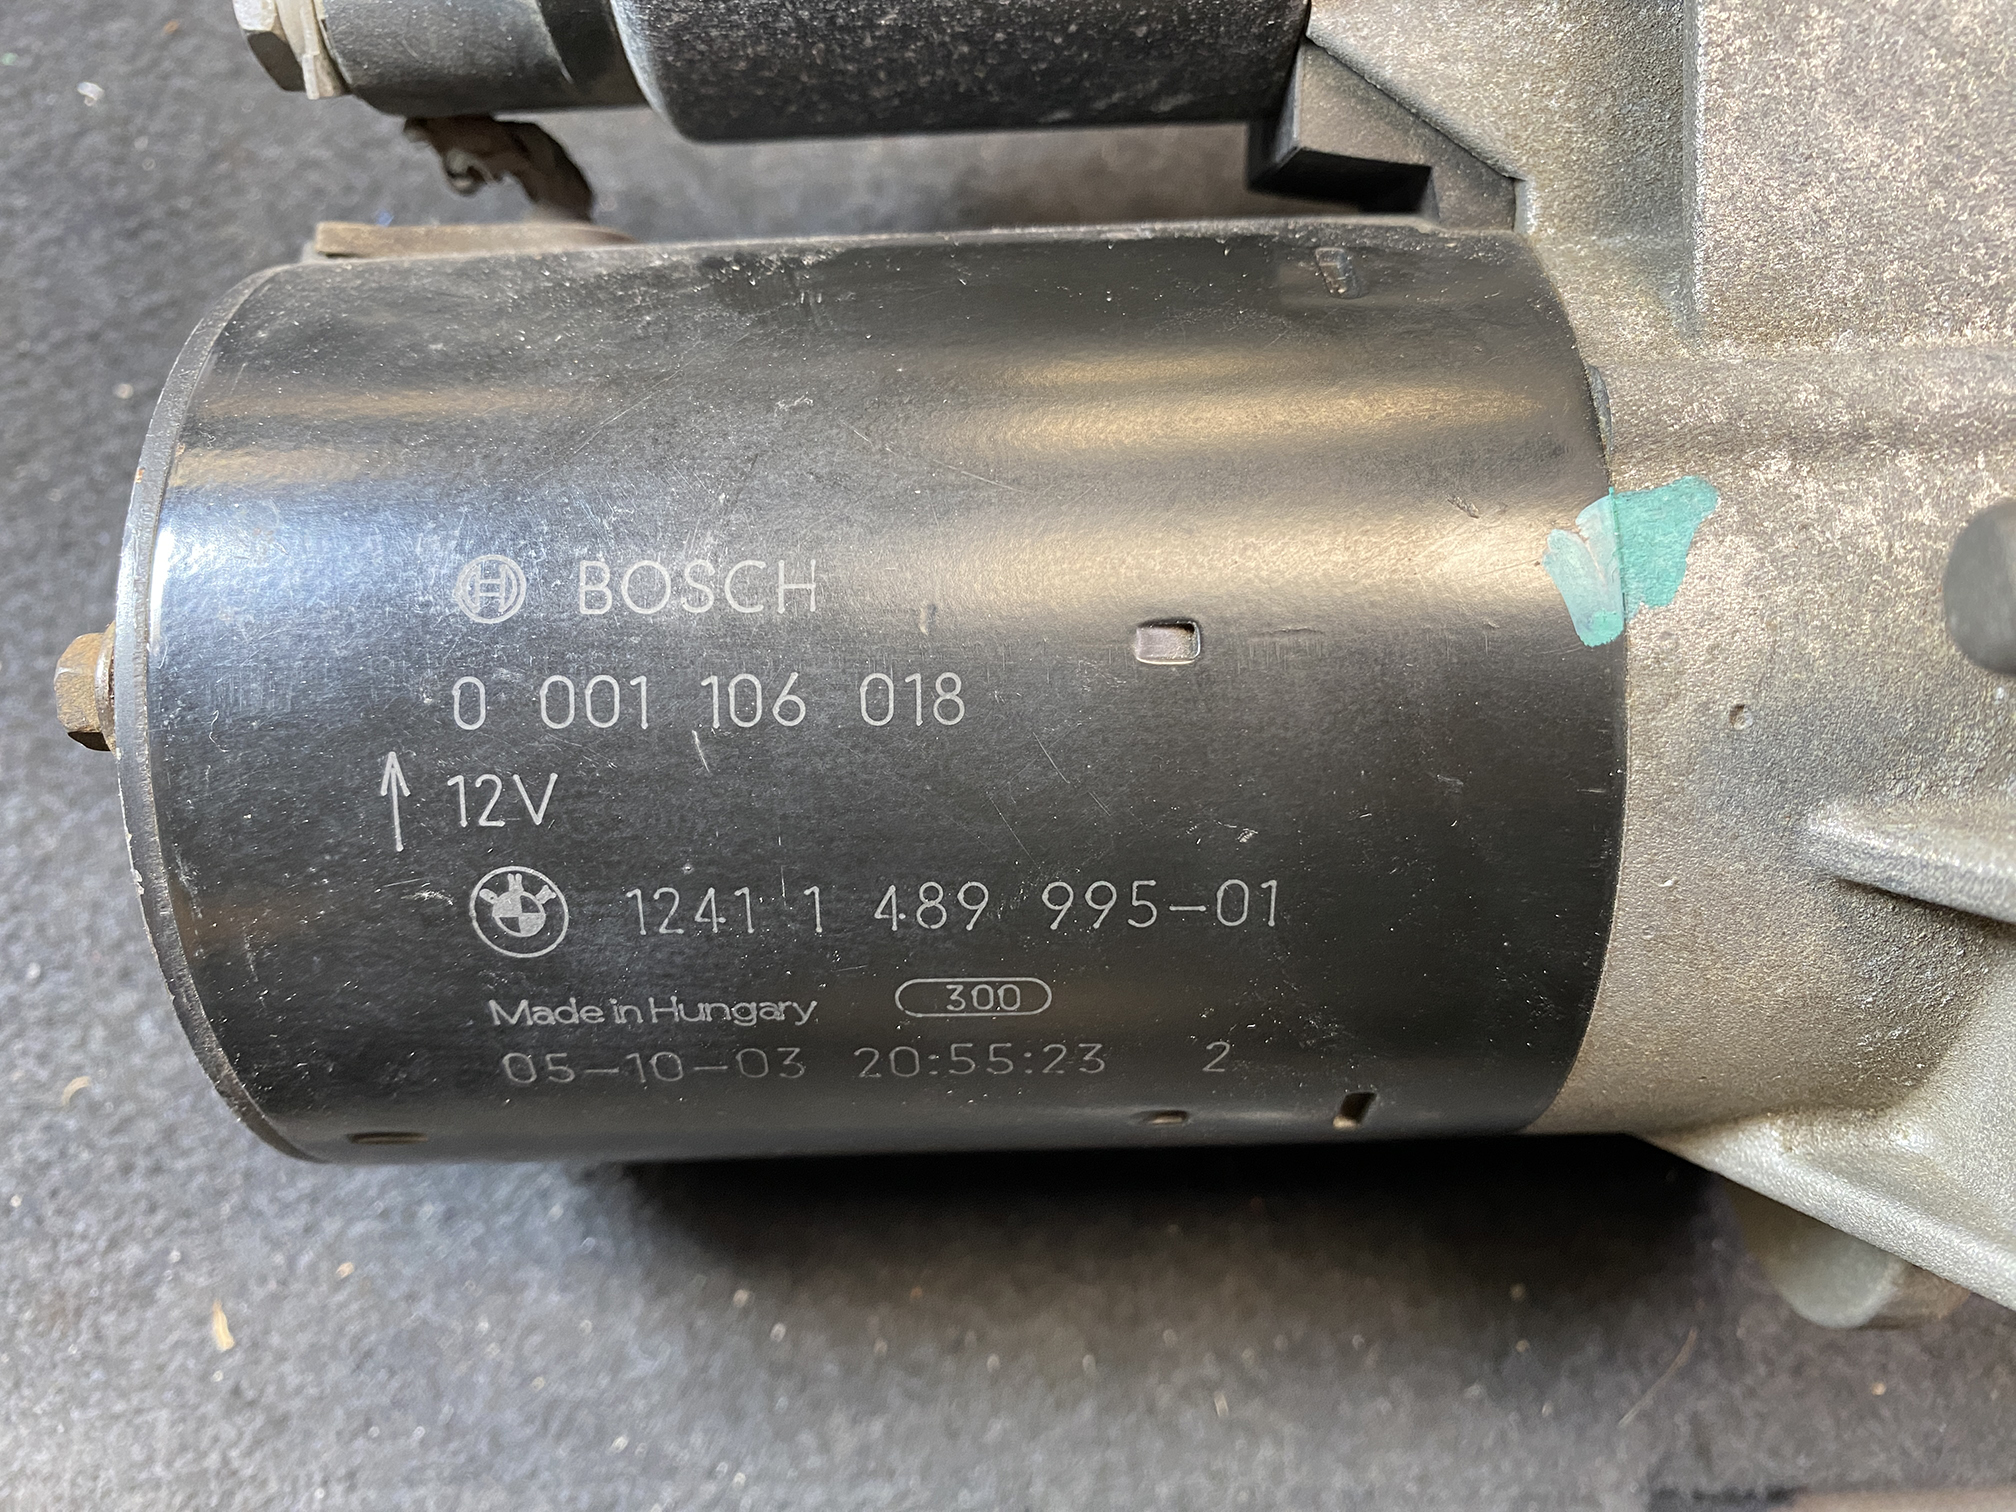 BOSCH
0 001 106 018
12V
BMW
1241 1 489 995-01
Made in Hungary 300
05-10-03 20:55:23 2